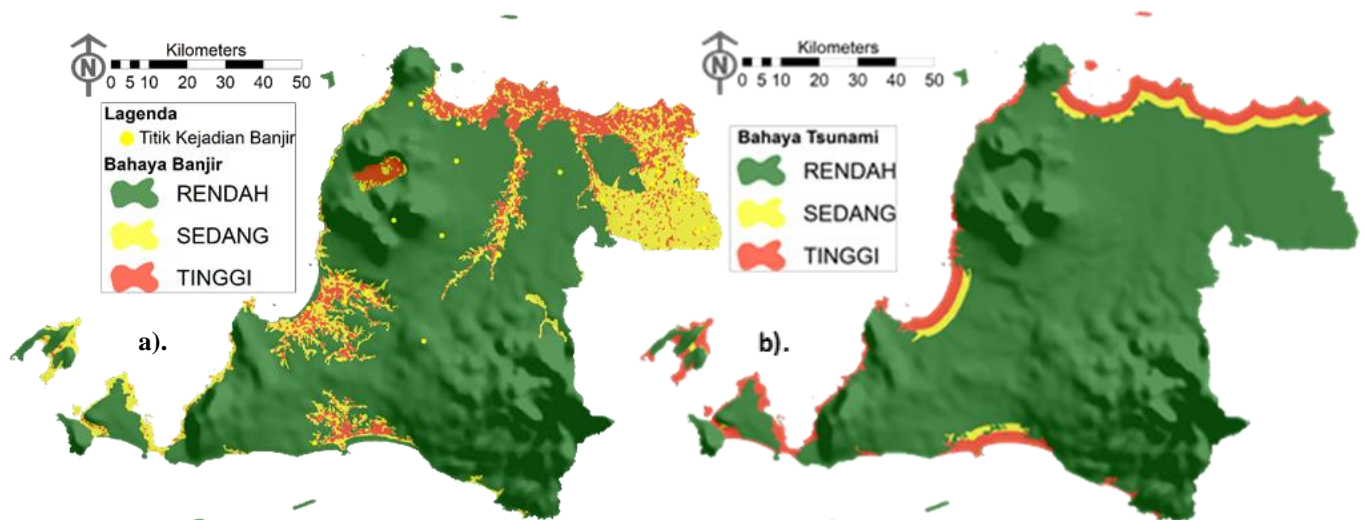 Kilometers
0 5 10 20 30 40 50
N
Lagenda
Titik Kejadian Banjir
Bahaya Banjir
RENDAH
SEDANG
TINGGI
a).
Kilometers
0 5 10 20 30 40 50
N
Bahaya Tsunami
RENDAH
SEDANG
TINGGI
b).